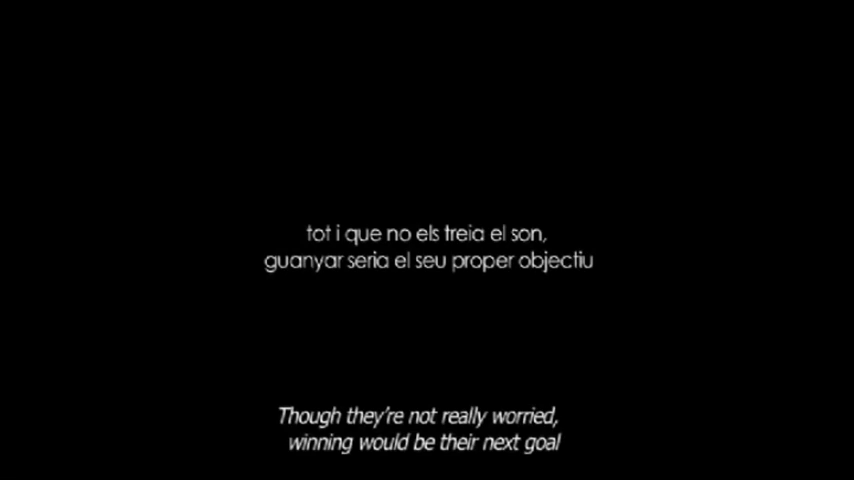 tot i que no els treia el son,
guanyar seria el seu proper objectiu
Though they're not really worried,
winning would be their next goal